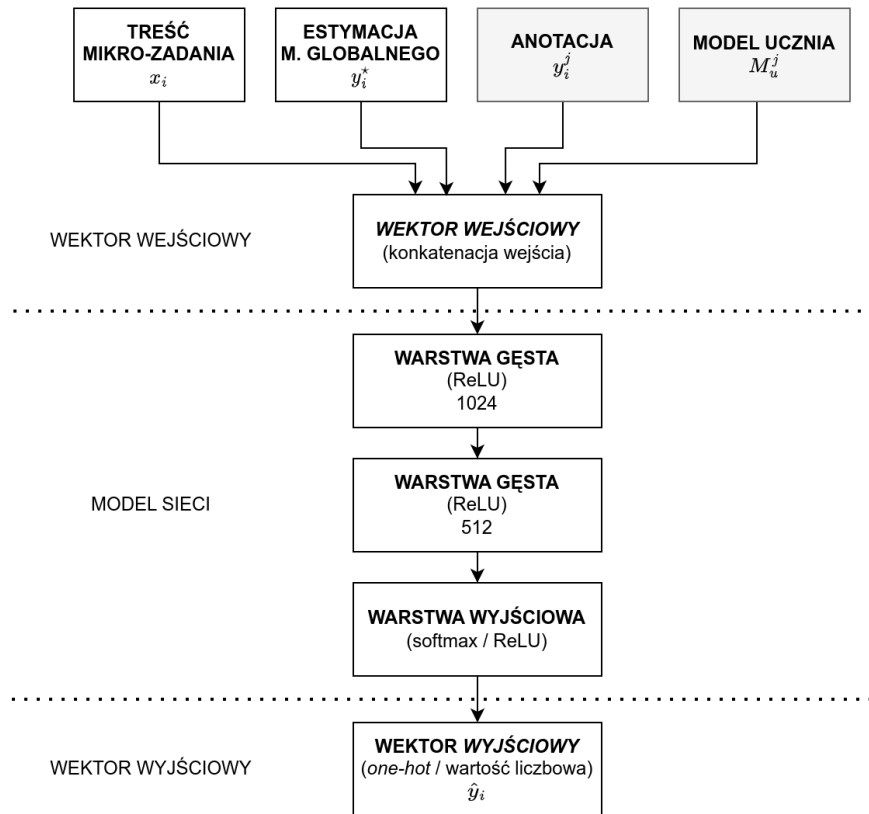 TREŚĆ
MIKRO-ZADANIA
x_i
ESTYMACJA
M. GLOBALNEGO
y_i^⋆
ANOTACJA
y_i^j
MODEL UCZNIA
M_u^j
WEKTOR WEJŚCIOWY
WEKTOR WEJŚCIOWY
(konkatenacja wejścia)
WARSTWA GĘSTA
(ReLU)
1024
MODEL SIECI
WARSTWA GĘSTA
(ReLU)
512
WARSTWA WYJŚCIOWA
(softmax / ReLU)
WEKTOR WYJŚCIOWY
WEKTOR WYJŚCIOWY
(one-hot / wartość liczbowa)
ŷ_i